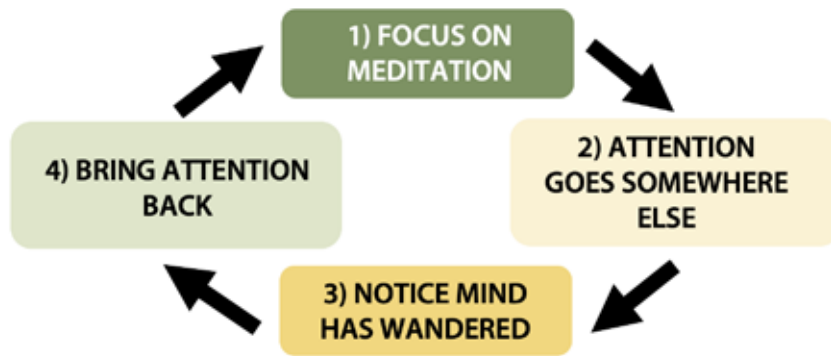 1) FOCUS ON
MEDITATION
2) ATTENTION
GOES SOMEWHERE
ELSE
3) NOTICE MIND
HAS WANDERED
4) BRING ATTENTION
BACK